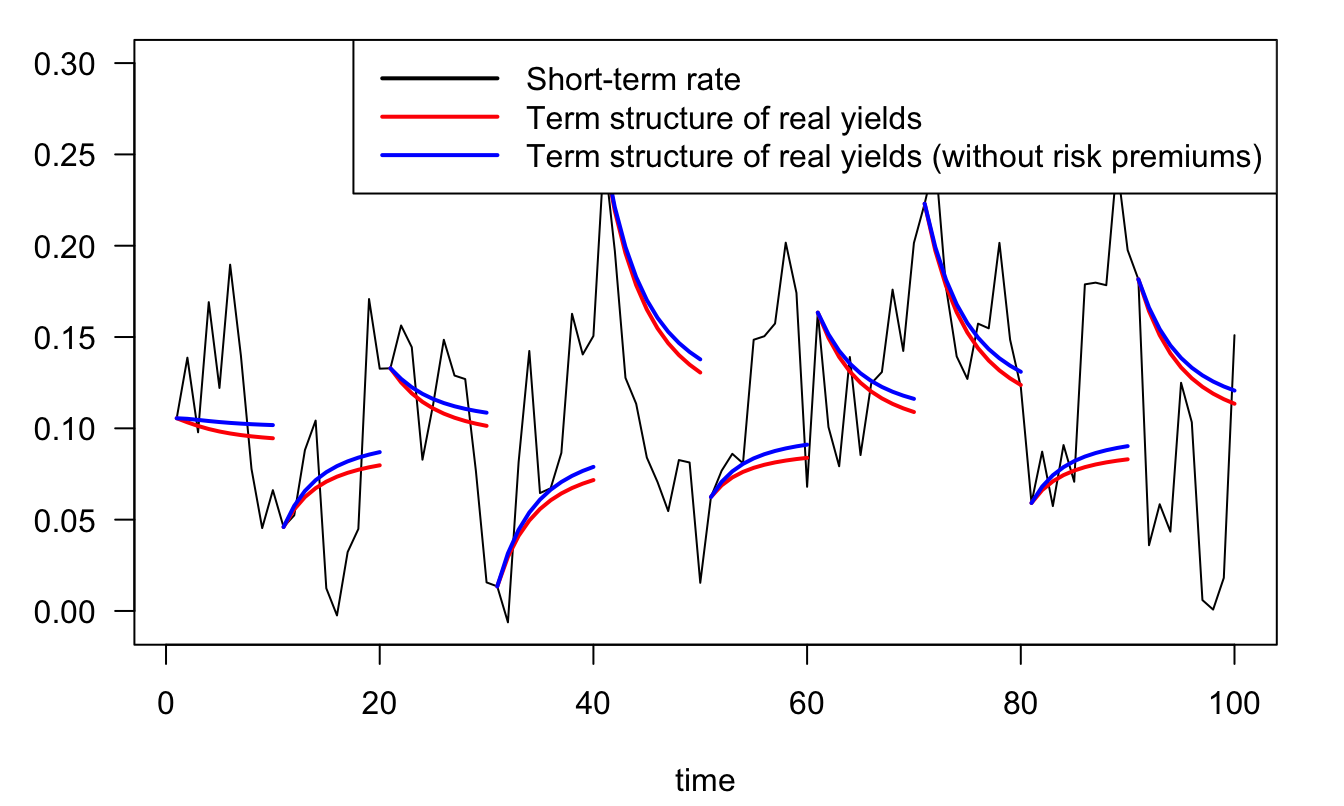 0.30
0.25
0.20
0.15
0.10
0.05
0.00
Short-term rate
Term structure of real yields
Term structure of real yields (without risk premiums)
0 20 40 60 80 100
time